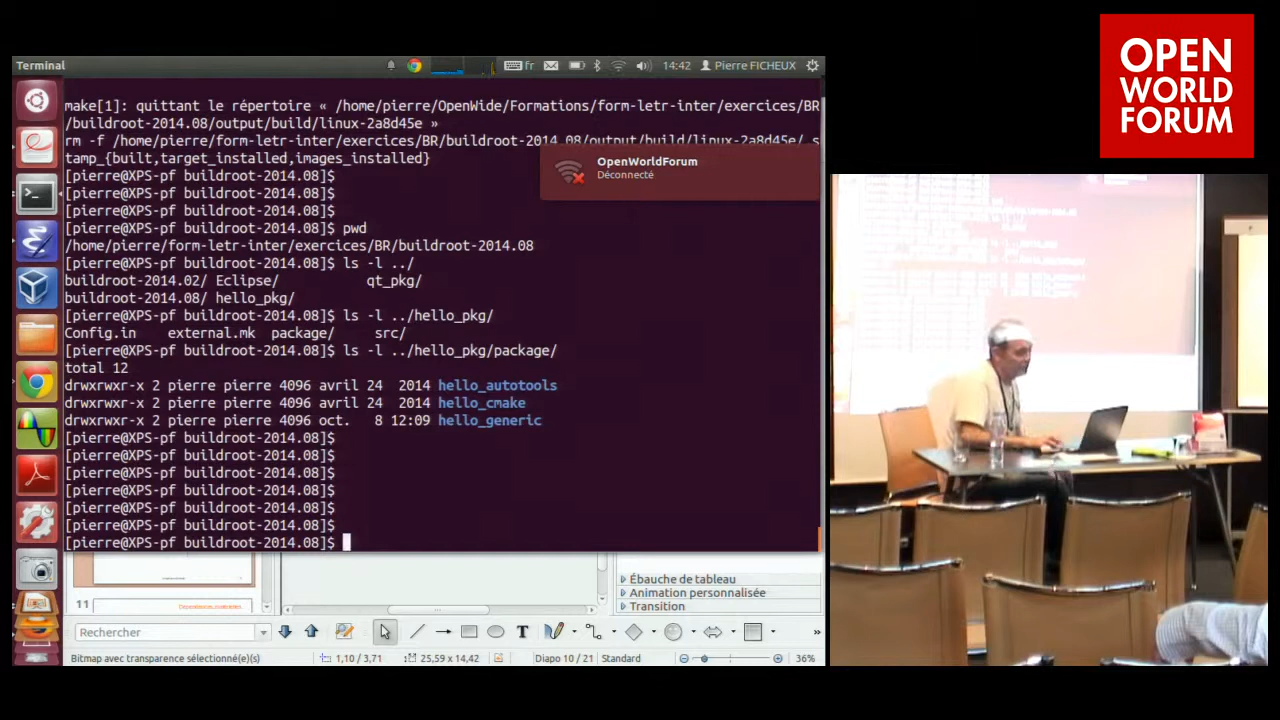 Terminal
fr
14:42
Pierre FICHEUX
make[1]: quittant le répertoire « /home/pierre/OpenWide/Formations/form-letr-inter/exercices/BR
/buildroot-2014.08/output/build/linux-2a8d45e »
rm -f /home/pierre/form-letr-inter/exercices/BR/buildroot-2014.08/output/build/linux-2a8d45e/.s
tamp_{built,target_installed,images_installed}
OpenWorldForum
Déconnecté
[pierre@XPS-pf buildroot-2014.08]$
[pierre@XPS-pf buildroot-2014.08]$
[pierre@XPS-pf buildroot-2014.08]$
[pierre@XPS-pf buildroot-2014.08]$ pwd
/home/pierre/form-letr-inter/exercices/BR/buildroot-2014.08
[pierre@XPS-pf buildroot-2014.08]$ ls -l ../
buildroot-2014.02/ Eclipse/ qt_pkg/
buildroot-2014.08/ hello_pkg/
[pierre@XPS-pf buildroot-2014.08]$ ls -l ../hello_pkg/
Config.in external.mk package/ src/
[pierre@XPS-pf buildroot-2014.08]$ ls -l ../hello_pkg/package/
total 12
drwxrwxr-x 2 pierre pierre 4096 avril 24 2014 hello_autotools
drwxrwxr-x 2 pierre pierre 4096 avril 24 2014 hello_cmake
drwxrwxr-x 2 pierre pierre 4096 oct. 8 12:09 hello_generic
[pierre@XPS-pf buildroot-2014.08]$
[pierre@XPS-pf buildroot-2014.08]$
[pierre@XPS-pf buildroot-2014.08]$
[pierre@XPS-pf buildroot-2014.08]$
[pierre@XPS-pf buildroot-2014.08]$
[pierre@XPS-pf buildroot-2014.08]$
[pierre@XPS-pf buildroot-2014.08]$
11
Ébauche de tableau
Animation personnalisée
Transition
Rechercher
Bitmap avec transparence sélectionné(e)(s)
1,10 / 3,71
25,59 x 14,42
Diapo 10 / 21
Standard
36%
OPEN
WORLD
FORUM